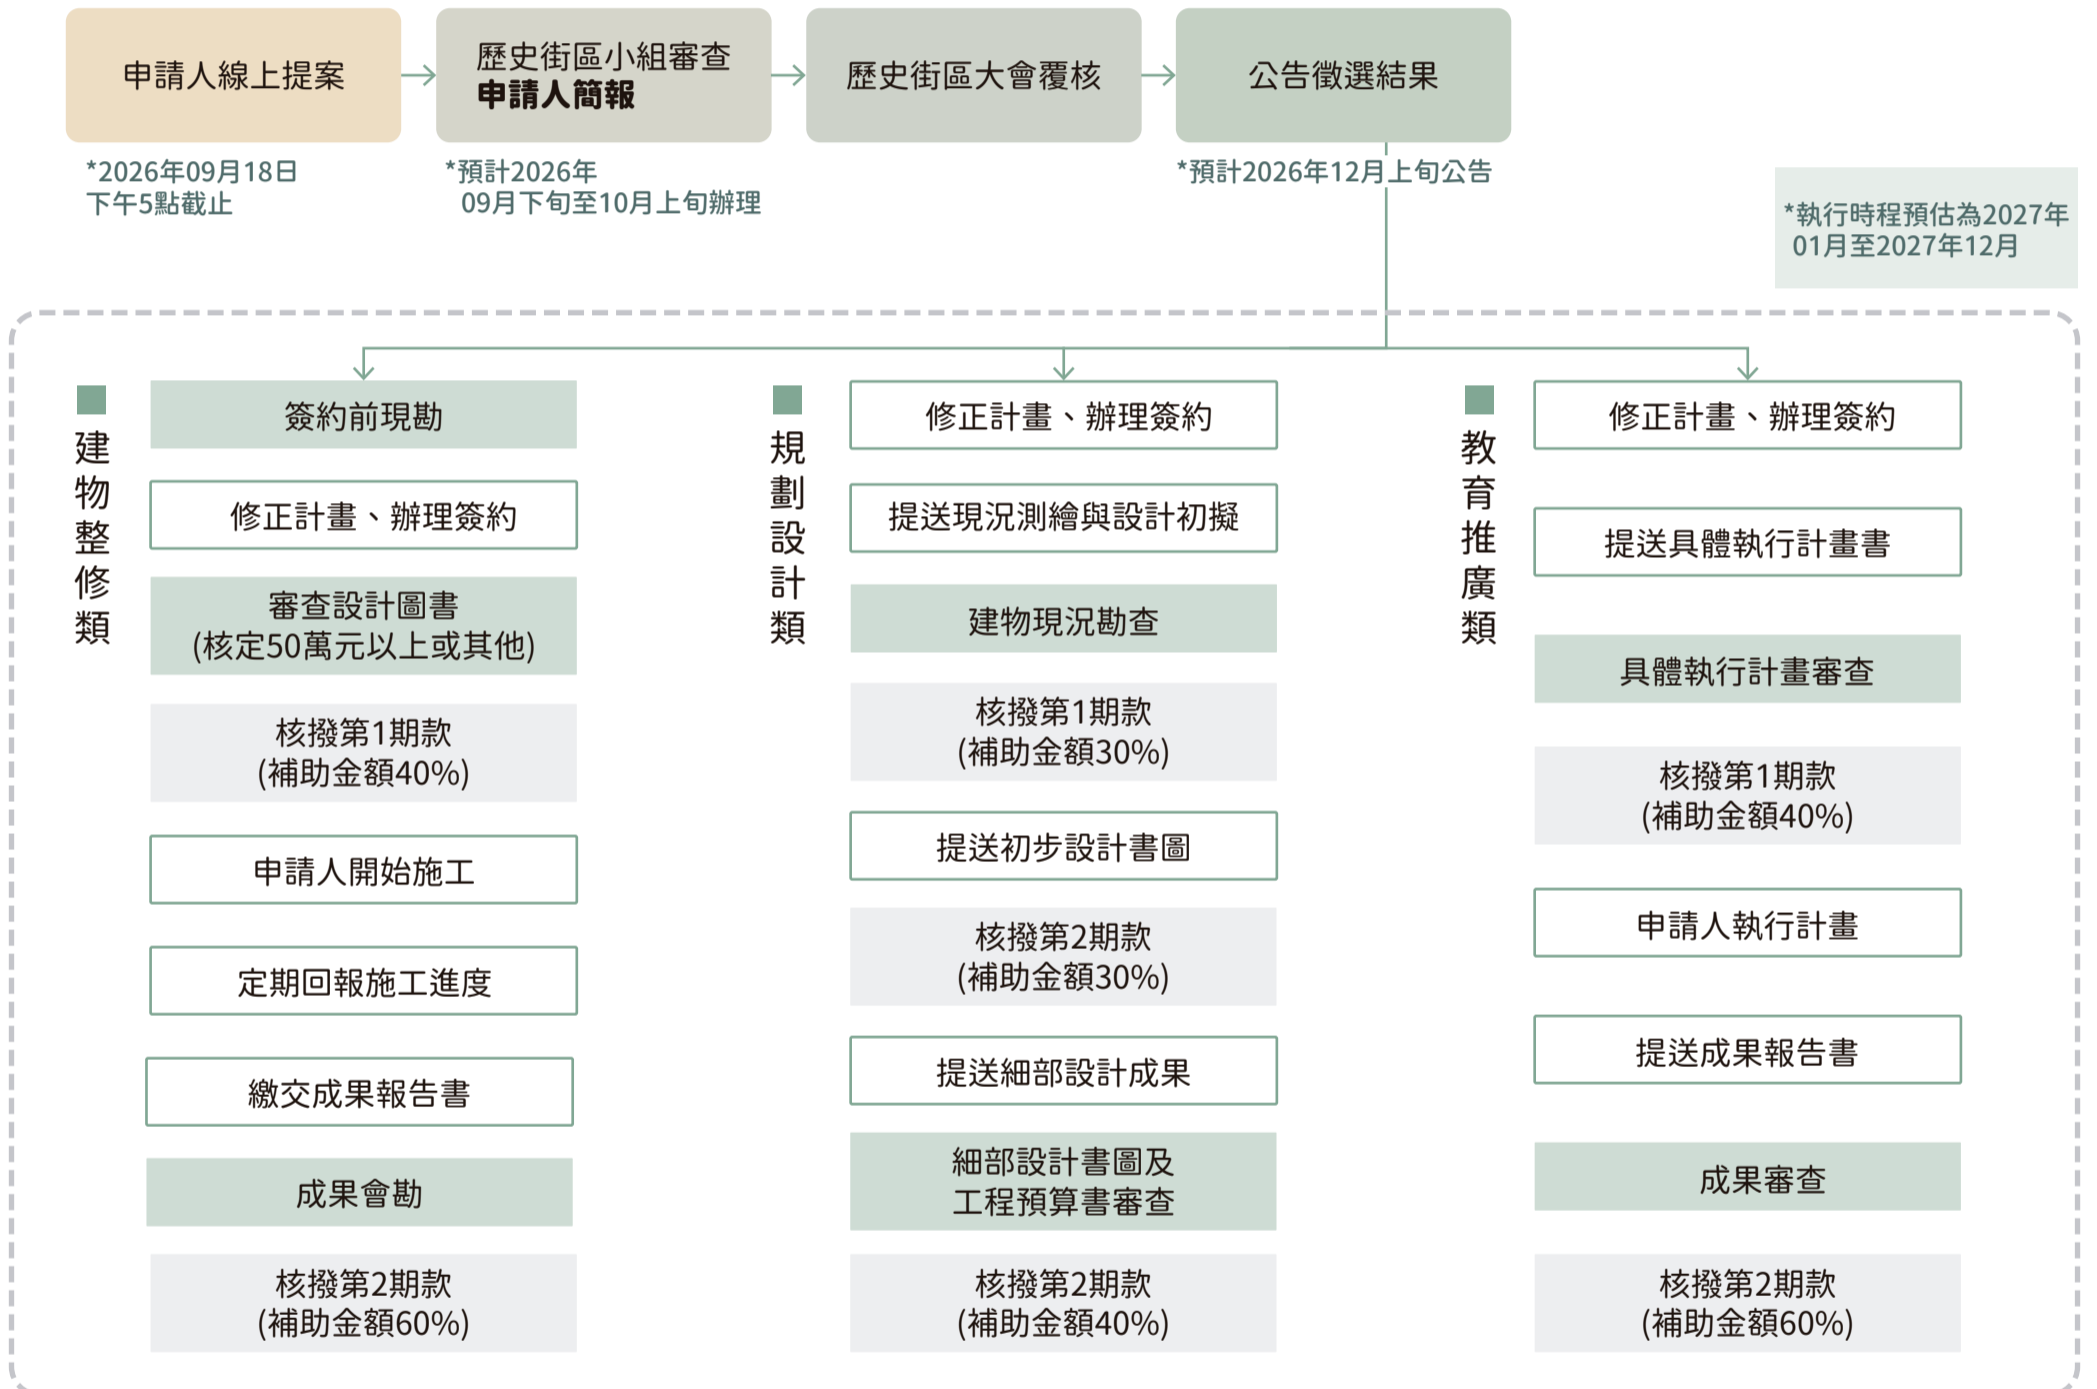 申請人線上提案
歷史街區小組審查
申請人簡報
歷史街區大會覆核
公告徵選結果
*2026年09月18日
下午5點截止
*預計2026年
09月下旬至10月上旬辦理
*預計2026年12月上旬公告
*執行時程預估為2027年
01月至2027年12月
建物整修類
簽約前現勘
修正計畫、辦理簽約
審查設計圖書
(核定50萬元以上或其他)
核撥第1期款
(補助金額40%)
申請人開始施工
定期回報施工進度
繳交成果報告書
成果會勘
核撥第2期款
(補助金額60%)
規劃設計類
修正計畫、辦理簽約
提送現況測繪與設計初擬
建物現況勘查
核撥第1期款
(補助金額30%)
提送初步設計書圖
核撥第2期款
(補助金額30%)
提送細部設計成果
細部設計書圖及
工程預算書審查
核撥第2期款
(補助金額40%)
教育推廣類
修正計畫、辦理簽約
提送具體執行計畫書
具體執行計畫審查
核撥第1期款
(補助金額40%)
申請人執行計畫
提送成果報告書
成果審查
核撥第2期款
(補助金額60%)